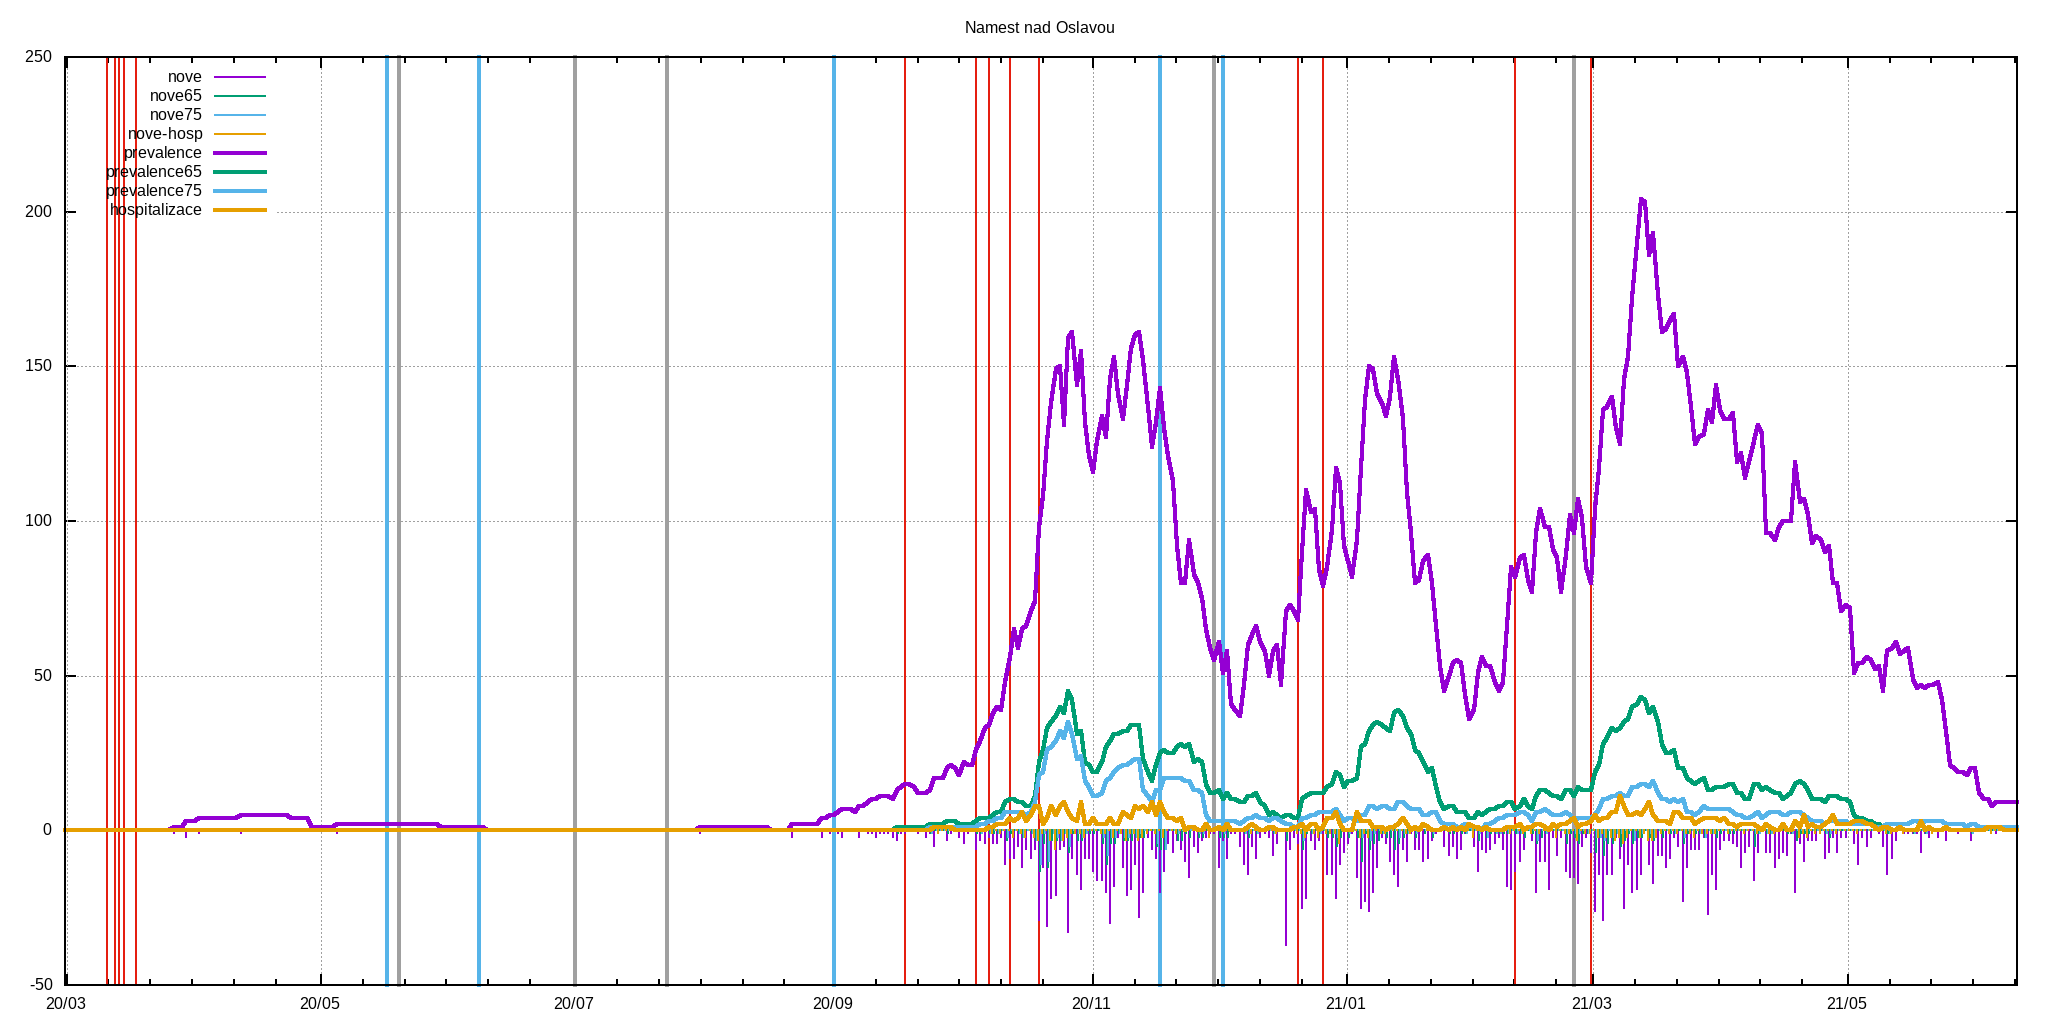 Namest nad Oslavou
250
200
150
100
50
0
-50
nove
nove65
nove75
nove-hosp
prevalence
prevalence65
prevalence75
hospitalizace
20/03 20/05 20/07 20/09 20/11 21/01 21/03 21/05